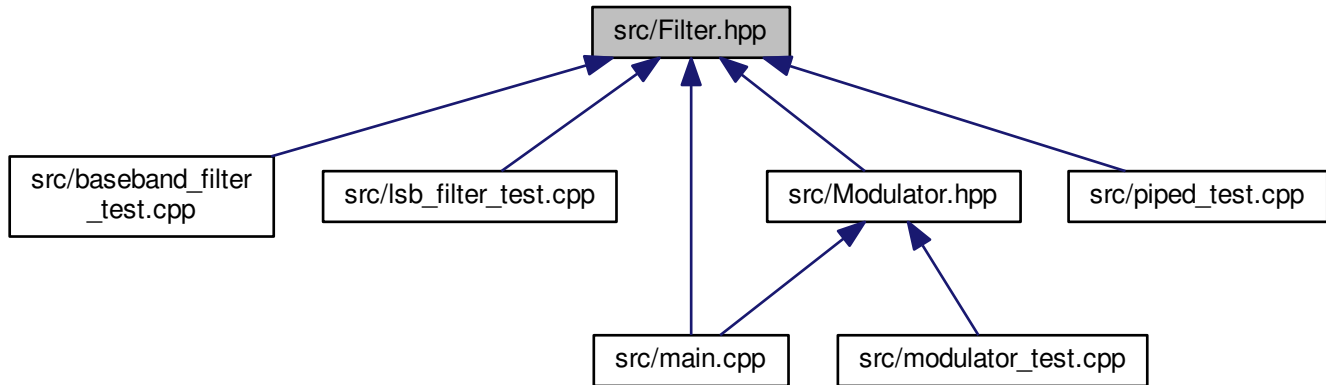 src/Filter.hpp
src/baseband_filter
_test.cpp
src/lsb_filter_test.cpp
src/Modulator.hpp
src/piped_test.cpp
src/main.cpp
src/modulator_test.cpp